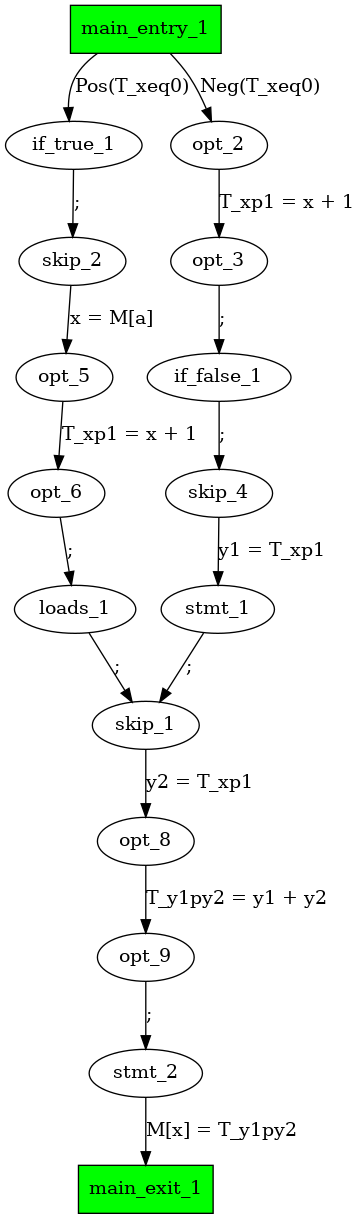 main_entry_1
Pos(T_xeq0)
Neg(T_xeq0)
if_true_1
opt_2
;
T_xp1 = x + 1
skip_2
opt_3
x = M[a]
;
opt_5
if_false_1
T_xp1 = x + 1
;
opt_6
skip_4
;
y1 = T_xp1
loads_1
stmt_1
;
;
skip_1
y2 = T_xp1
opt_8
T_y1py2 = y1 + y2
opt_9
;
stmt_2
M[x] = T_y1py2
main_exit_1